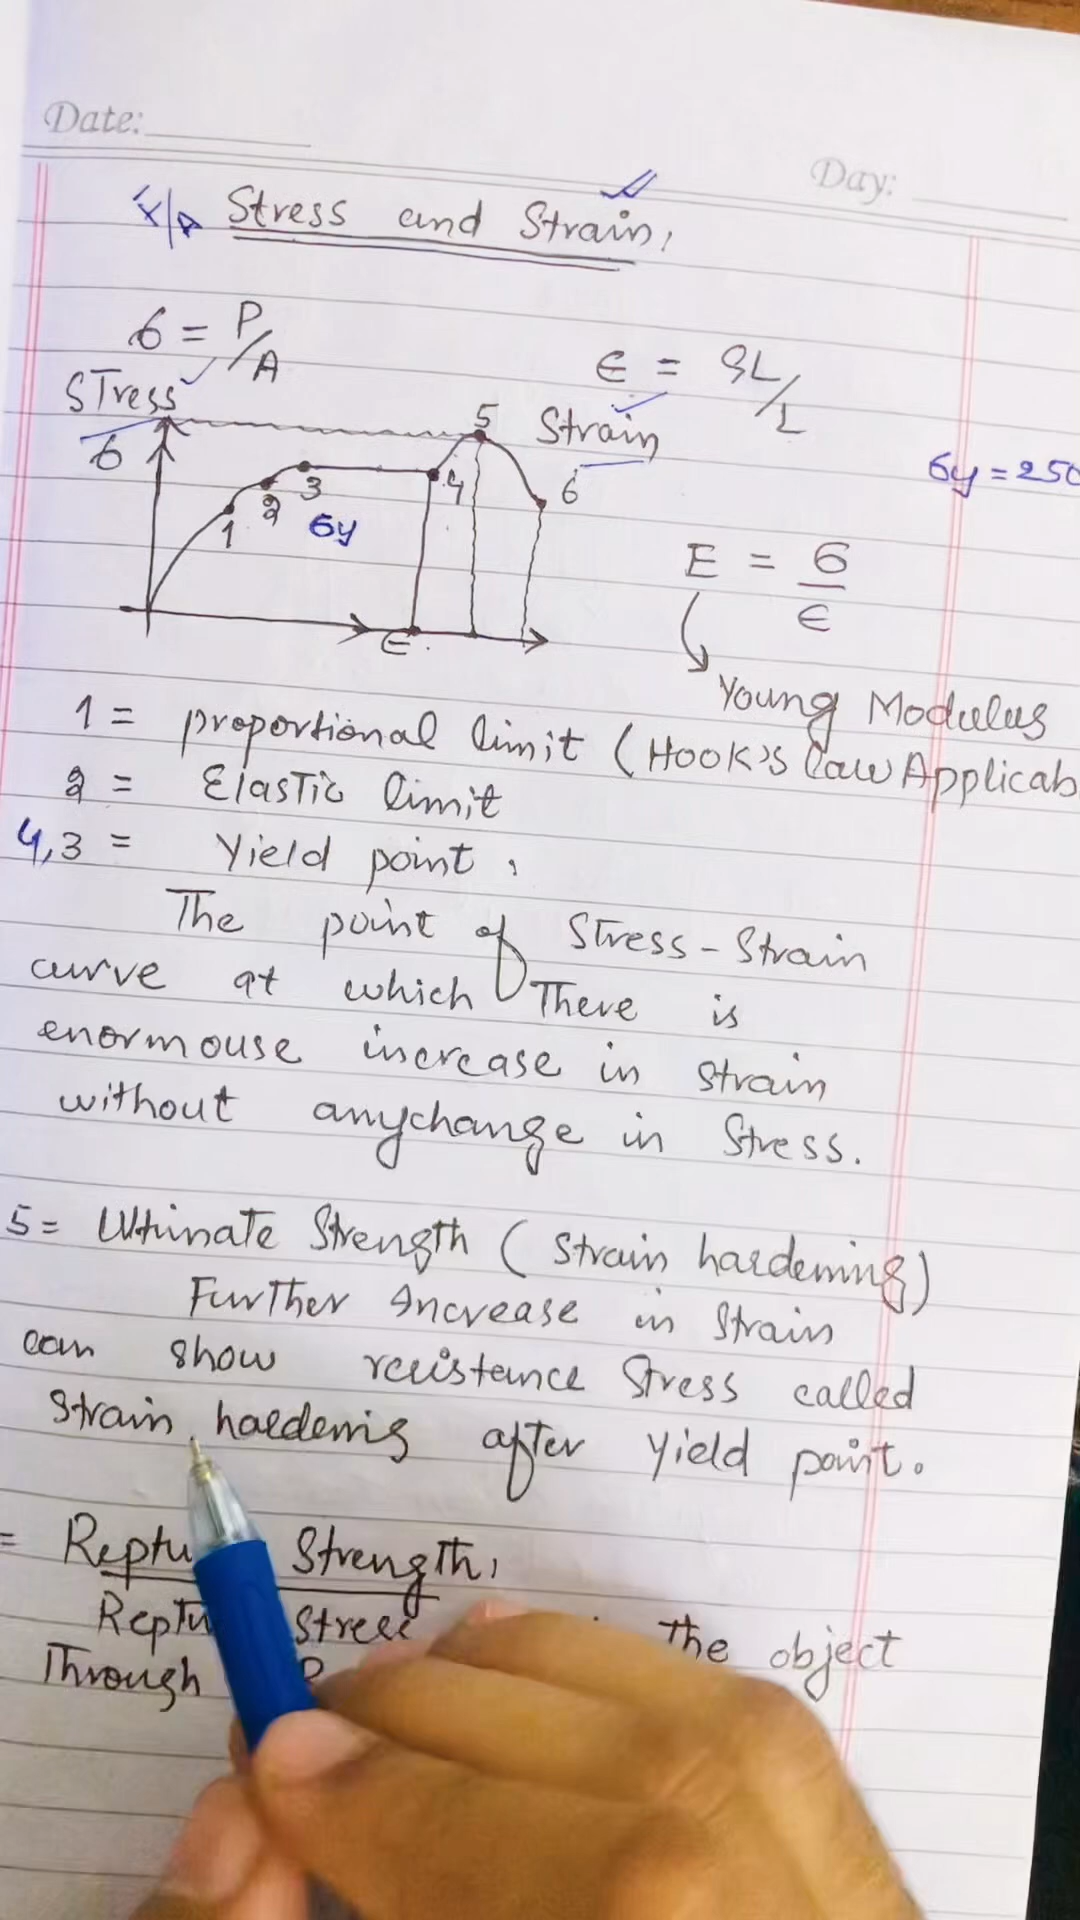 Date:
Day:
F/A Stress and Strain,
6 = P/A
ϵ = δL/L
Stress
6
5
Strain
6y = 250
1
2
3
4
6
6y
E = 6/ϵ
ϵ
Young Modulus
1 = proportional limit (Hook's law Applicab
2 = Elastic limit
4,3 = Yield point,
The point of Stress-Strain
curve at which There is
enormouse increase in strain
without anychange in Stress.
5= Ultimate Strength (strain hardening)
Further Increase in Strain
can show resistance Stress called
strain hardenig after yield point.
= Reptu Strength,
Reptu the object
Through